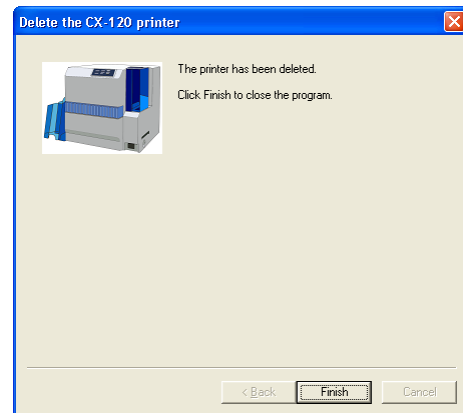 Delete the CX-120 printer
The printer has been deleted.
Click Finish to close the program.
< Back
Finish
Cancel